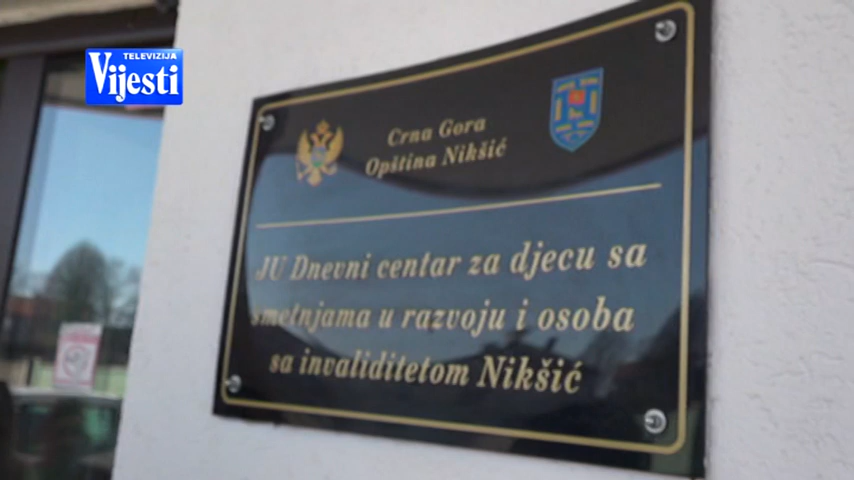 TELEVIZIJA
Vijesti
Crna Gora
Opština Nikšić
JU Dnevni centar za djecu sa
smetnjama u razvoju i osoba
sa invaliditetom Nikšić